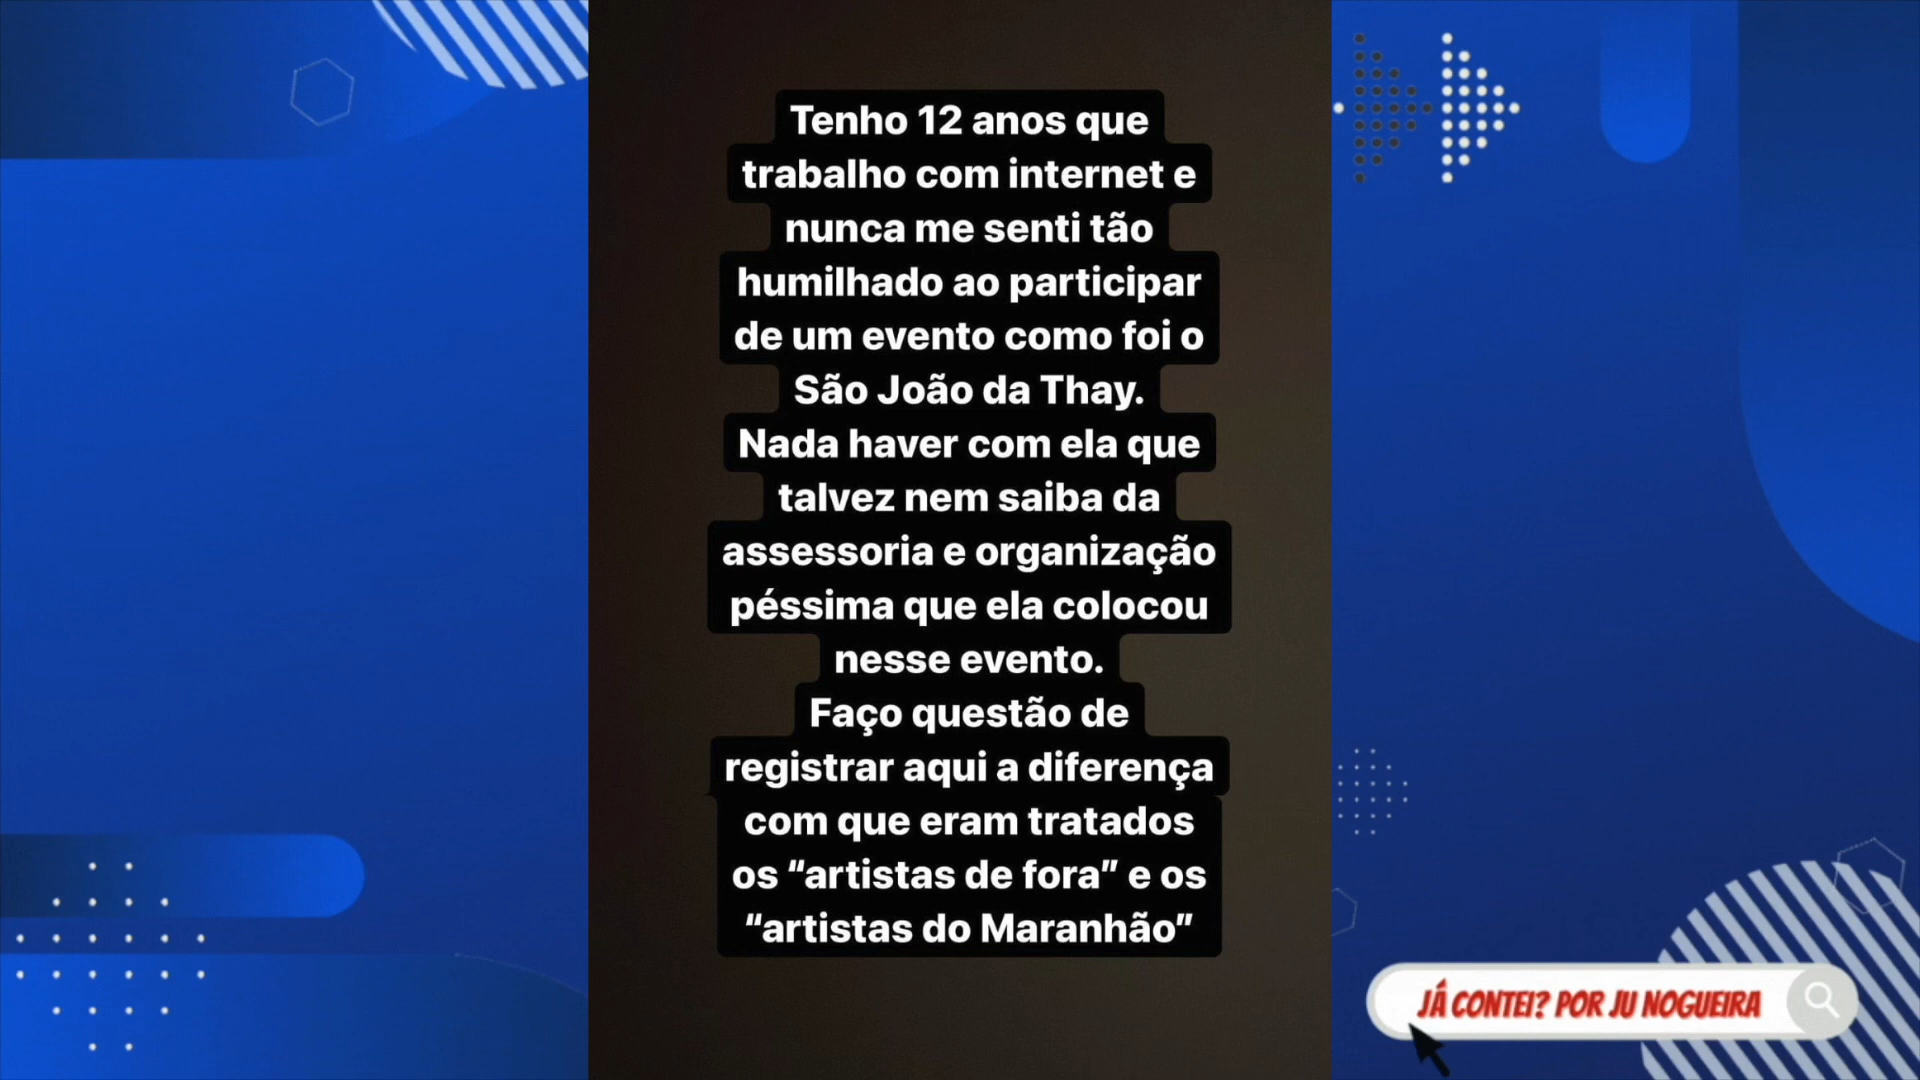 Tenho 12 anos que
trabalho com internet e
nunca me senti tão
humilhado ao participar
de um evento como foi o
São João da Thay.
Nada haver com ela que
talvez nem saiba da
assessoria e organização
péssima que ela colocou
nesse evento.
Faço questão de
registrar aqui a diferença
com que eram tratados
os “artistas de fora” e os
“artistas do Maranhão”
JÁ CONTEI? POR JU NOGUEIRA